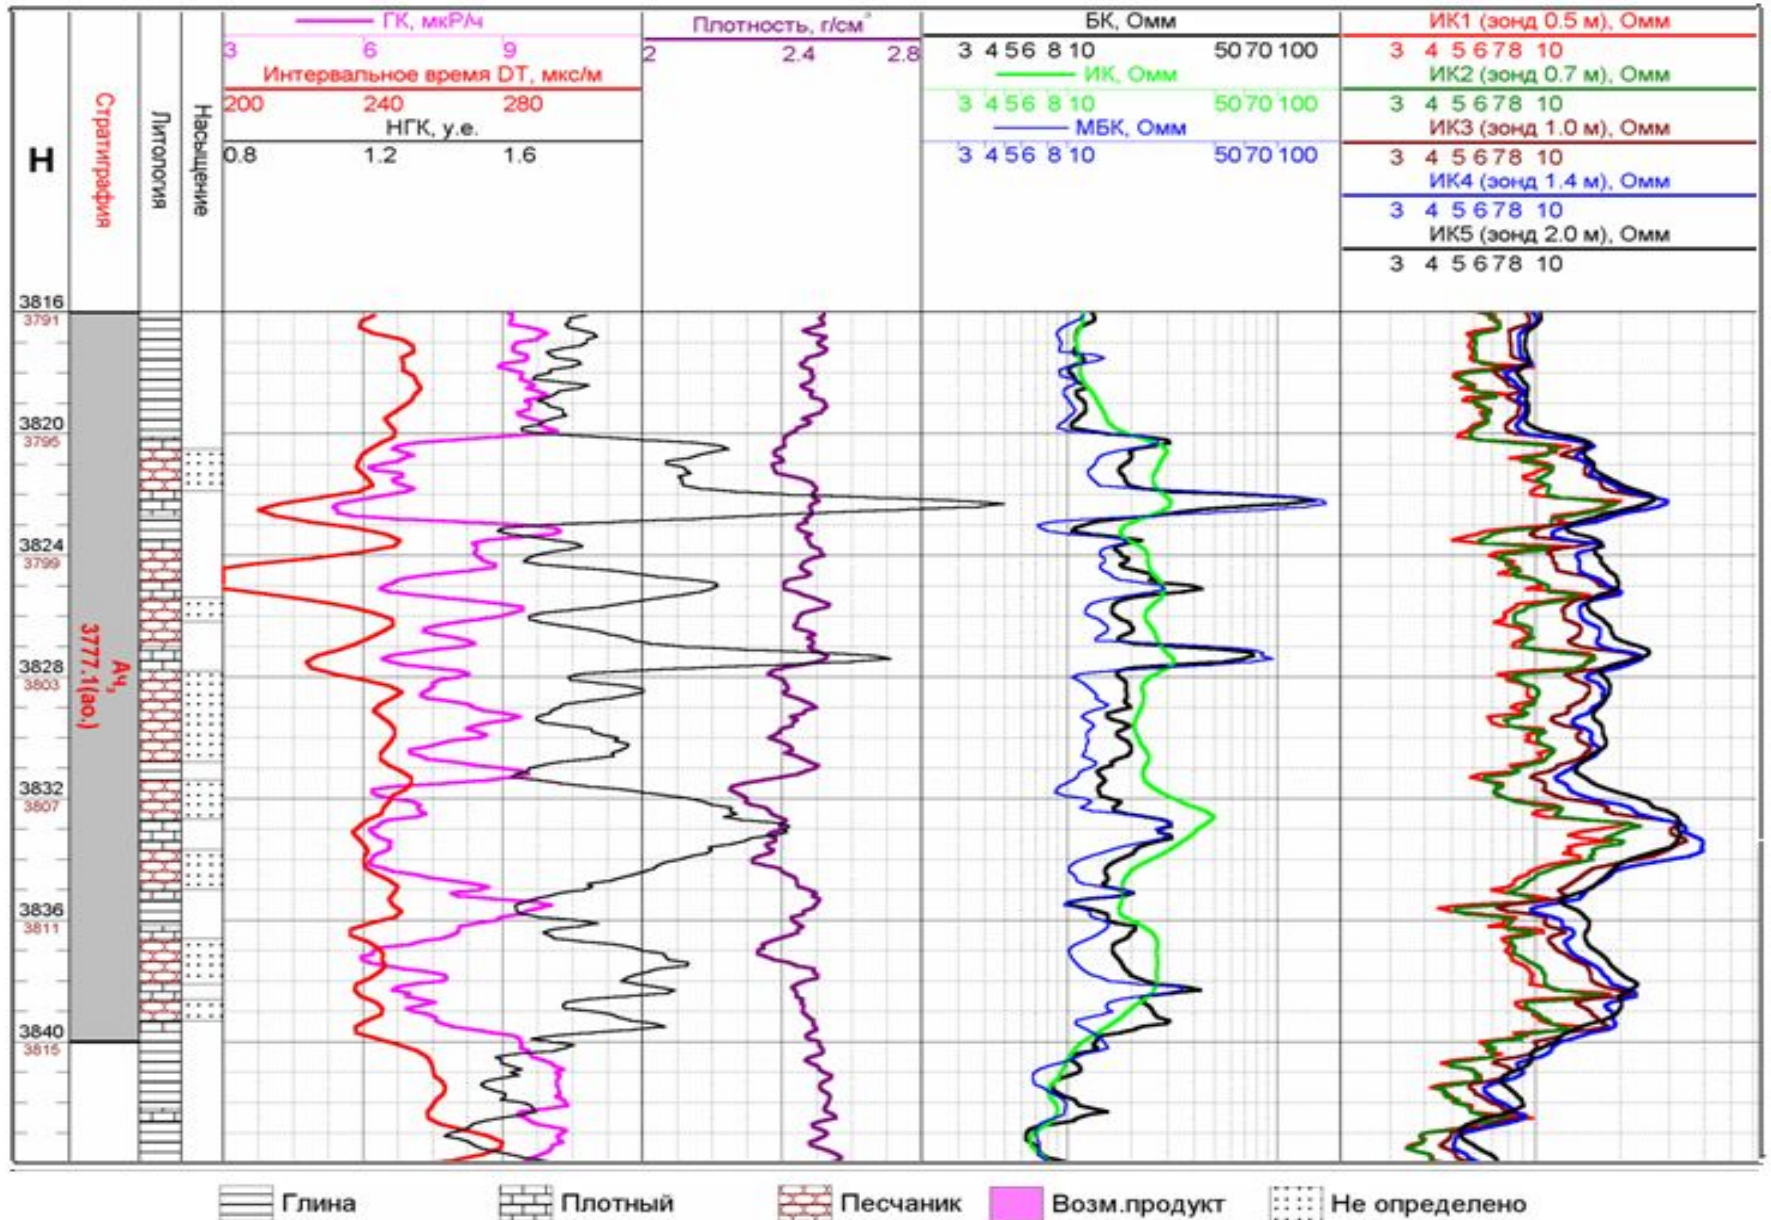 ГК, мкР/ч
3 6 9
Интервальное время DT, мкс/м
200 240 280
НГК, у.е.
0.8 1.2 1.6
Плотность, г/см³
2 2.4 2.8
БК, Омм
3 4 5 6 8 10 50 70 100
ИК, Омм
3 4 5 6 8 10 50 70 100
МБК, Омм
3 4 5 6 8 10 50 70 100
ИК1 (зонд 0.5 м), Омм
3 4 5 6 7 8 10
ИК2 (зонд 0.7 м), Омм
3 4 5 6 7 8 10
ИК3 (зонд 1.0 м), Омм
3 4 5 6 7 8 10
ИК4 (зонд 1.4 м), Омм
3 4 5 6 7 8 10
ИК5 (зонд 2.0 м), Омм
3 4 5 6 7 8 10
Н
Стратиграфия
Литология
Насыщение
3816
3791
3820
3795
3824
3799
3828
3803
3832
3807
3836
3811
3840
3815
Ач
3777.1(ао.)
Глина
Плотный
Песчаник
Возм.продукт
Не определено